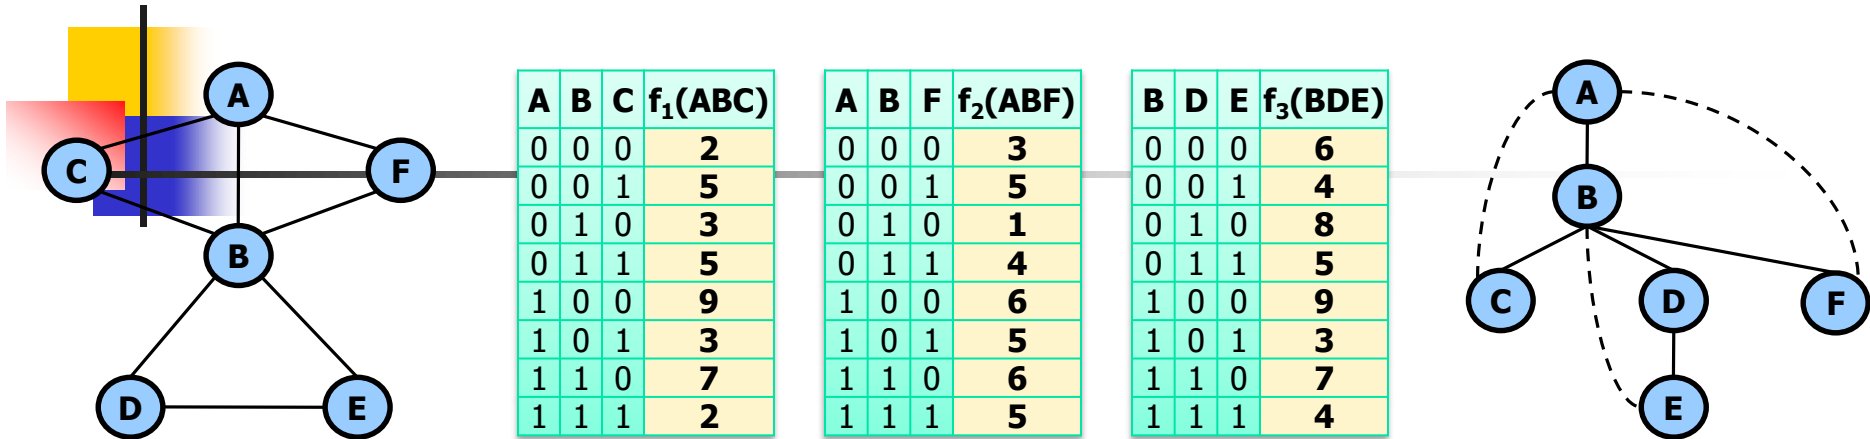 A
C
F
B
D
E
A B C f₁(ABC)
0 0 0 2
0 0 1 5
0 1 0 3
0 1 1 5
1 0 0 9
1 0 1 3
1 1 0 7
1 1 1 2
A B F f₂(ABF)
0 0 0 3
0 0 1 5
0 1 0 1
0 1 1 4
1 0 0 6
1 0 1 5
1 1 0 6
1 1 1 5
B D E f₃(BDE)
0 0 0 6
0 0 1 4
0 1 0 8
0 1 1 5
1 0 0 9
1 0 1 3
1 1 0 7
1 1 1 4
A
B
C
D
F
E